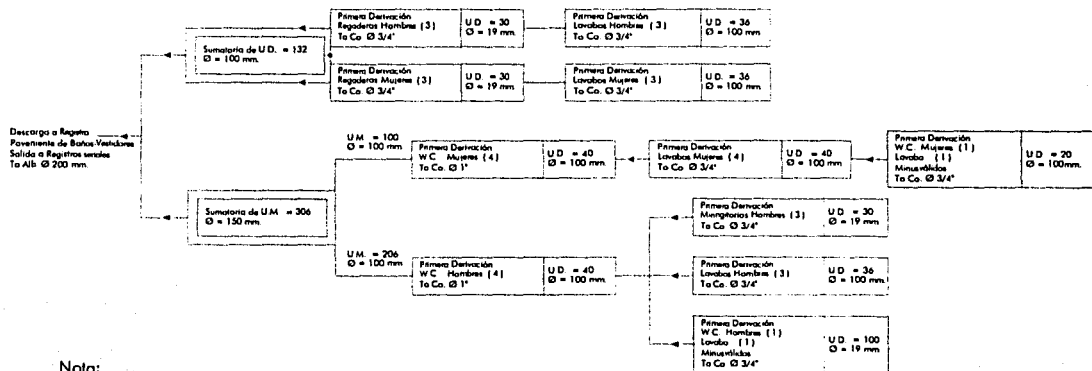 Primera Derivación
Regaderas Hombres ( 3 )
To Co. Ø 3/4"
U.D. = 30
Ø = 19 mm.
Primera Derivación
Lavabos Hombres ( 3 )
To Co. Ø 3/4"
U.D. = 36
Ø = 100 mm
Sumatoria de U.D. = 132
Ø = 100 mm.
Primera Derivación
Regaderas Mujeres ( 3 )
To Co. Ø 3/4"
U.D. = 30
Ø = 19 mm.
Primera Derivación
Lavabos Mujeres ( 3 )
To Co. Ø 3/4"
U.D. = 36
Ø = 100 mm
Descarga a Registro
Poveniente de Baños-Vestidores
Salida a Registros
To Alb. Ø 200 mm.
U.M. = 100
Ø = 100 mm.
Primera Derivación
W.C. Mujeres ( 4 )
To Co. Ø 1"
U.D. = 40
Ø = 100 mm.
Primera Derivación
Lavabos Mujeres ( 4 )
To Co. Ø 3/4"
U.D. = 40
Ø = 100 mm.
Primera Derivación
W.C. Mujeres ( 1 )
Lavabo ( 1 )
Minusválidos
To Co. Ø 3/4"
U.D. = 20
Ø = 100mm.
Sumatoria de U.M. = 306
Ø = 150 mm.
U.M. = 206
Ø = 100 mm
Primera Derivación
W.C. Hombres ( 4 )
To Co. Ø 1"
U.D. = 40
Ø = 100 mm.
Primera Derivación
Mingitorios Hombres ( 3 )
To Co. Ø 3/4"
U.D. = 30
Ø = 19 mm
Primera Derivación
Lavabos Hombres ( 3 )
To Co. Ø 3/4"
U.D. = 36
Ø = 100 mm.
Primera Derivación
W.C. Hombres ( 1 )
Lavabo ( 1 )
Minusválidos
To Co. Ø 3/4"
U.D. = 100
Ø = 19 mm
Nota: